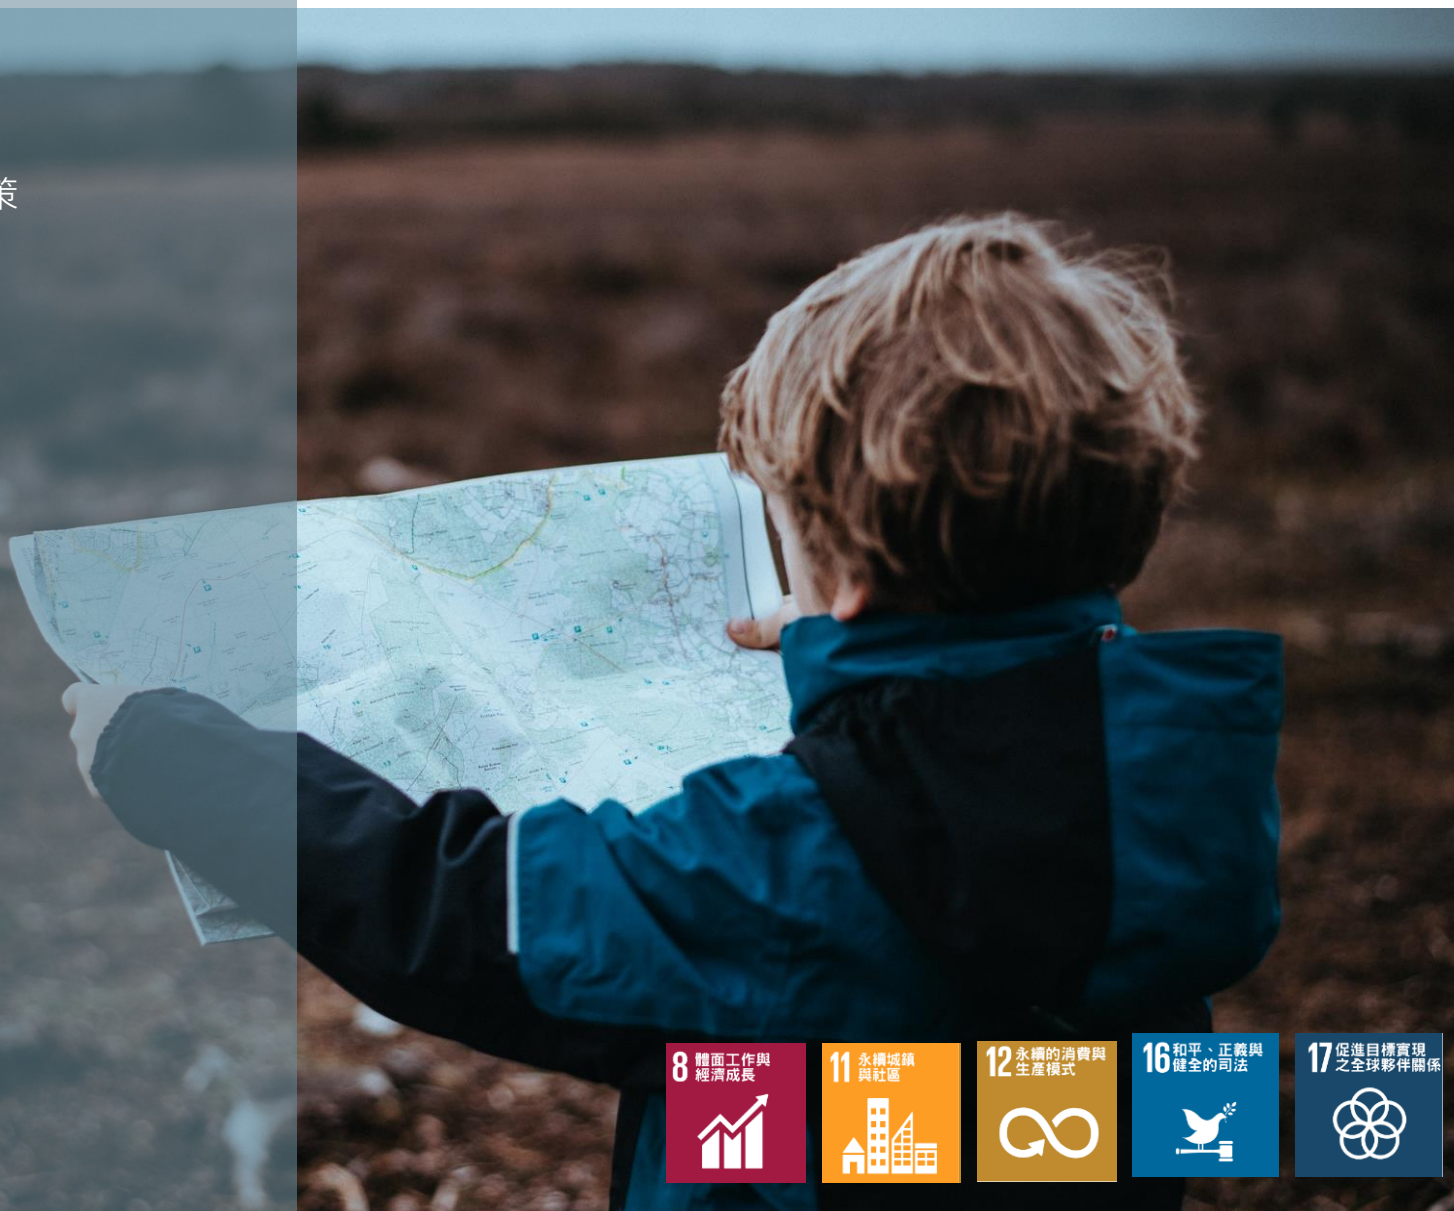 策
8 體面工作與
經濟成長
11 永續城鎮
與社區
12 永續的消費與
生產模式
16 和平、正義與
健全的司法
17 促進目標實現
之全球夥伴關係